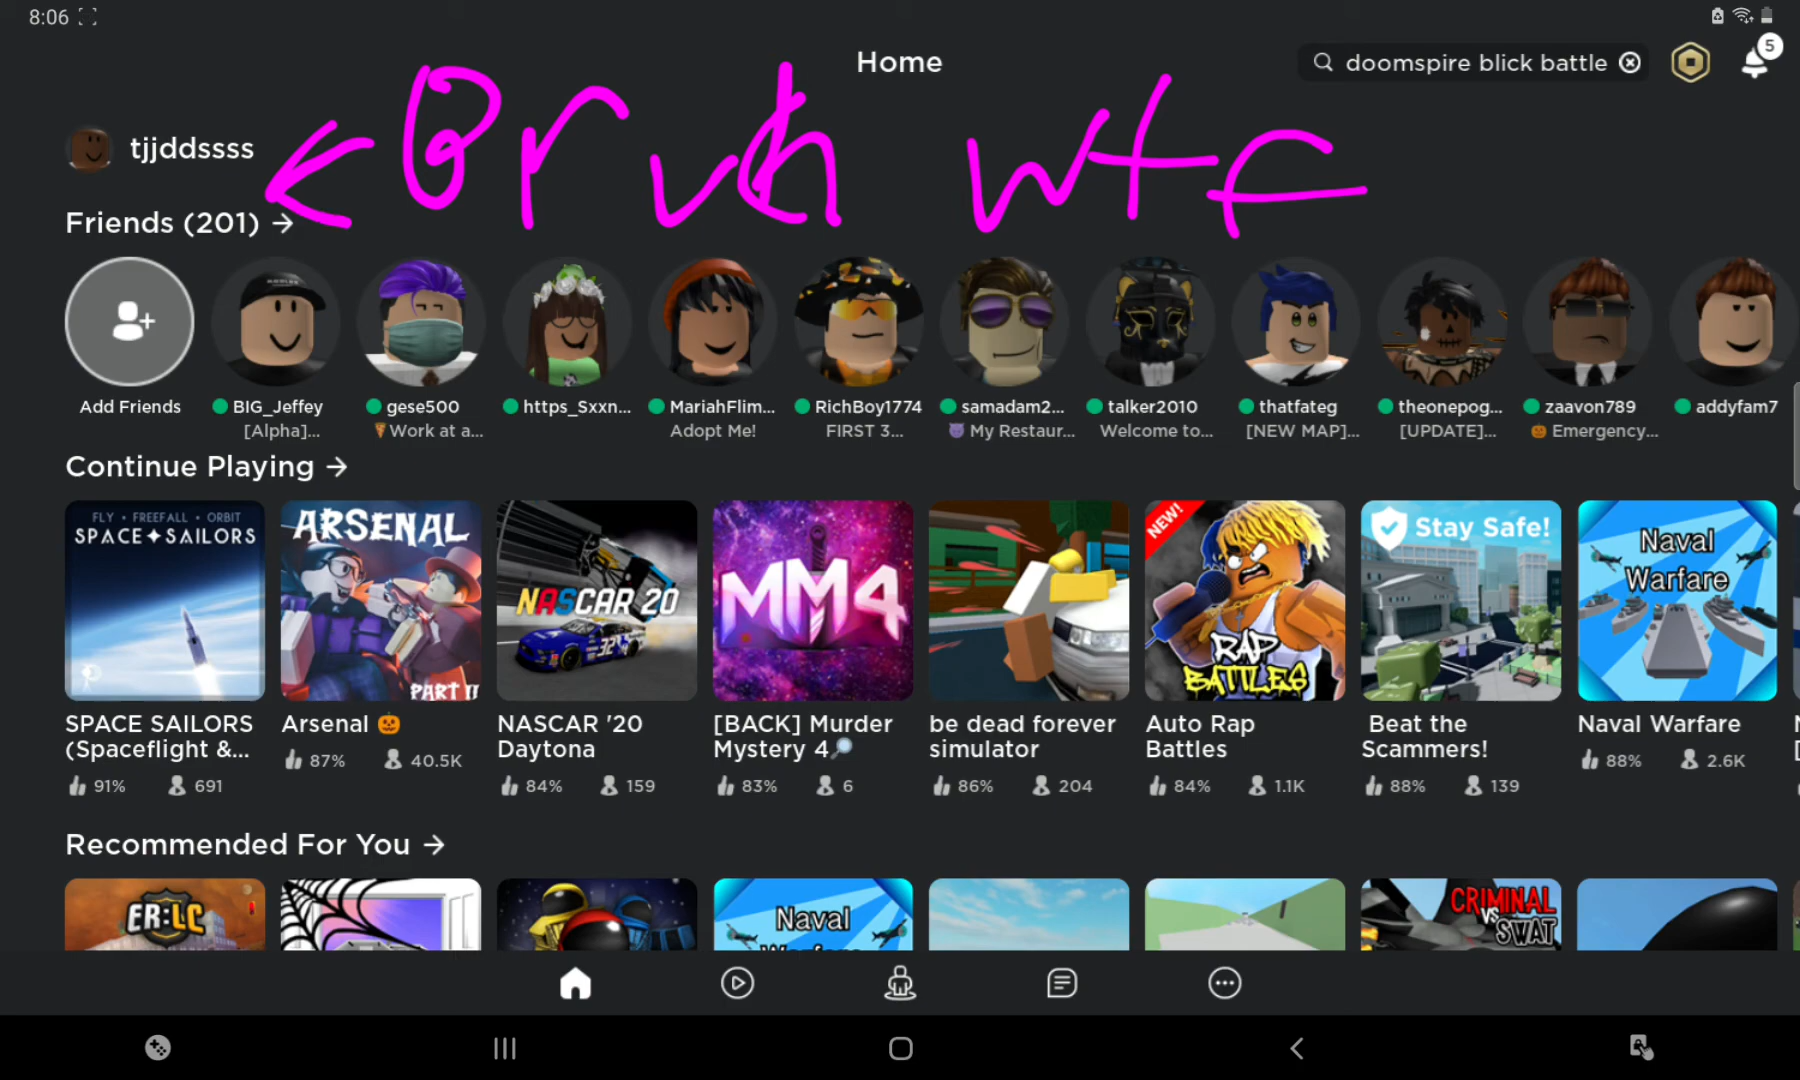 8:06
Home
doomspire blick battle
5
Bruh wtf
tjjddssss
Friends (201) →
Add Friends
BIG_Jeffey
[Alpha]...
gese500
Work at a...
https_Sxxn...
MariahFlim...
Adopt Me!
RichBoy1774
FIRST 3...
samadam2...
My Restaur...
talker2010
Welcome to...
thatfateg
[NEW MAP]...
theonepog...
[UPDATE]...
zaavon789
Emergency...
addyfam7
Continue Playing →
FLY • FREEFALL • ORBIT
SPACE SAILORS
ARSENAL
PART II
NASCAR 20
32
MM4
NEW!
RAP
BATTLES
Stay Safe!
Naval
Warfare
SPACE SAILORS
(Spaceflight &...
91% 691
Arsenal 🎃
87% 40.5K
NASCAR '20
Daytona
84% 159
[BACK] Murder
Mystery 4🔎
83% 6
be dead forever
simulator
86% 204
Auto Rap
Battles
84% 1.1K
Beat the
Scammers!
88% 139
Naval Warfare
88% 2.6K
Recommended For You →
ER:LC
Naval
CRIMINAL
VS
SWAT